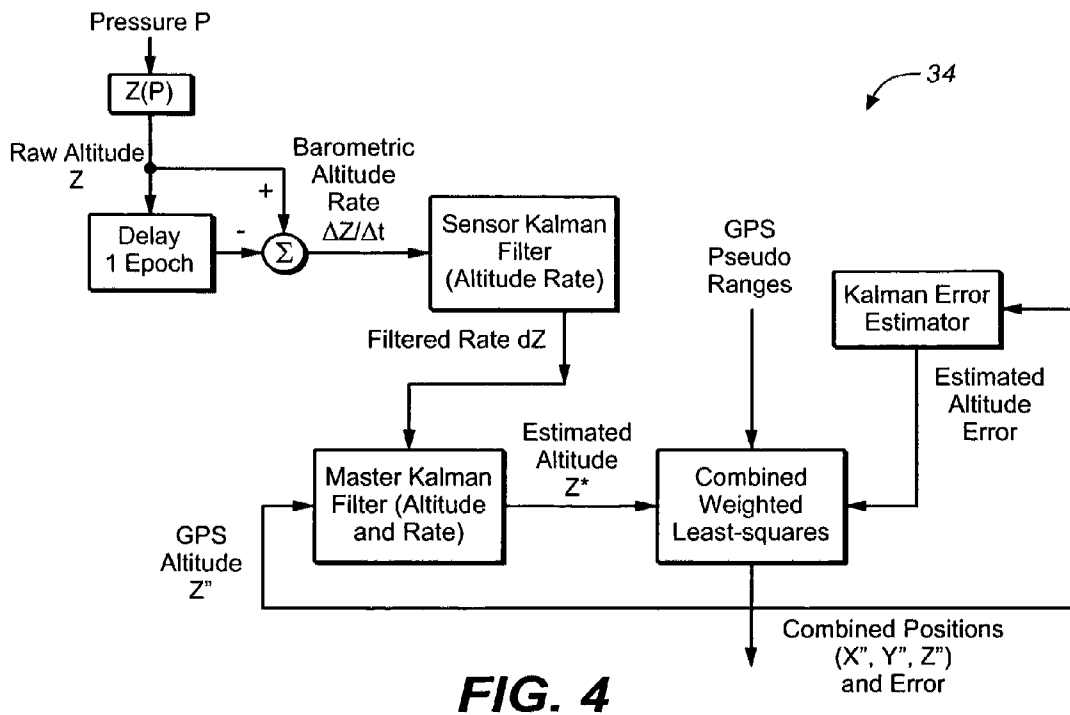 Pressure P
Z(P)
34
Raw Altitude
Z
+
Barometric
Altitude
Rate
ΔZ/Δt
Delay
1 Epoch
-
Σ
Sensor Kalman
Filter
(Altitude Rate)
GPS
Pseudo
Ranges
Kalman Error
Estimator
Filtered Rate dZ
Estimated
Altitude
Error
Master Kalman
Filter (Altitude
and Rate)
Estimated
Altitude
Z*
Combined
Weighted
Least-squares
GPS
Altitude
Z”
Combined Positions
(X”, Y”, Z”)
and Error
FIG. 4